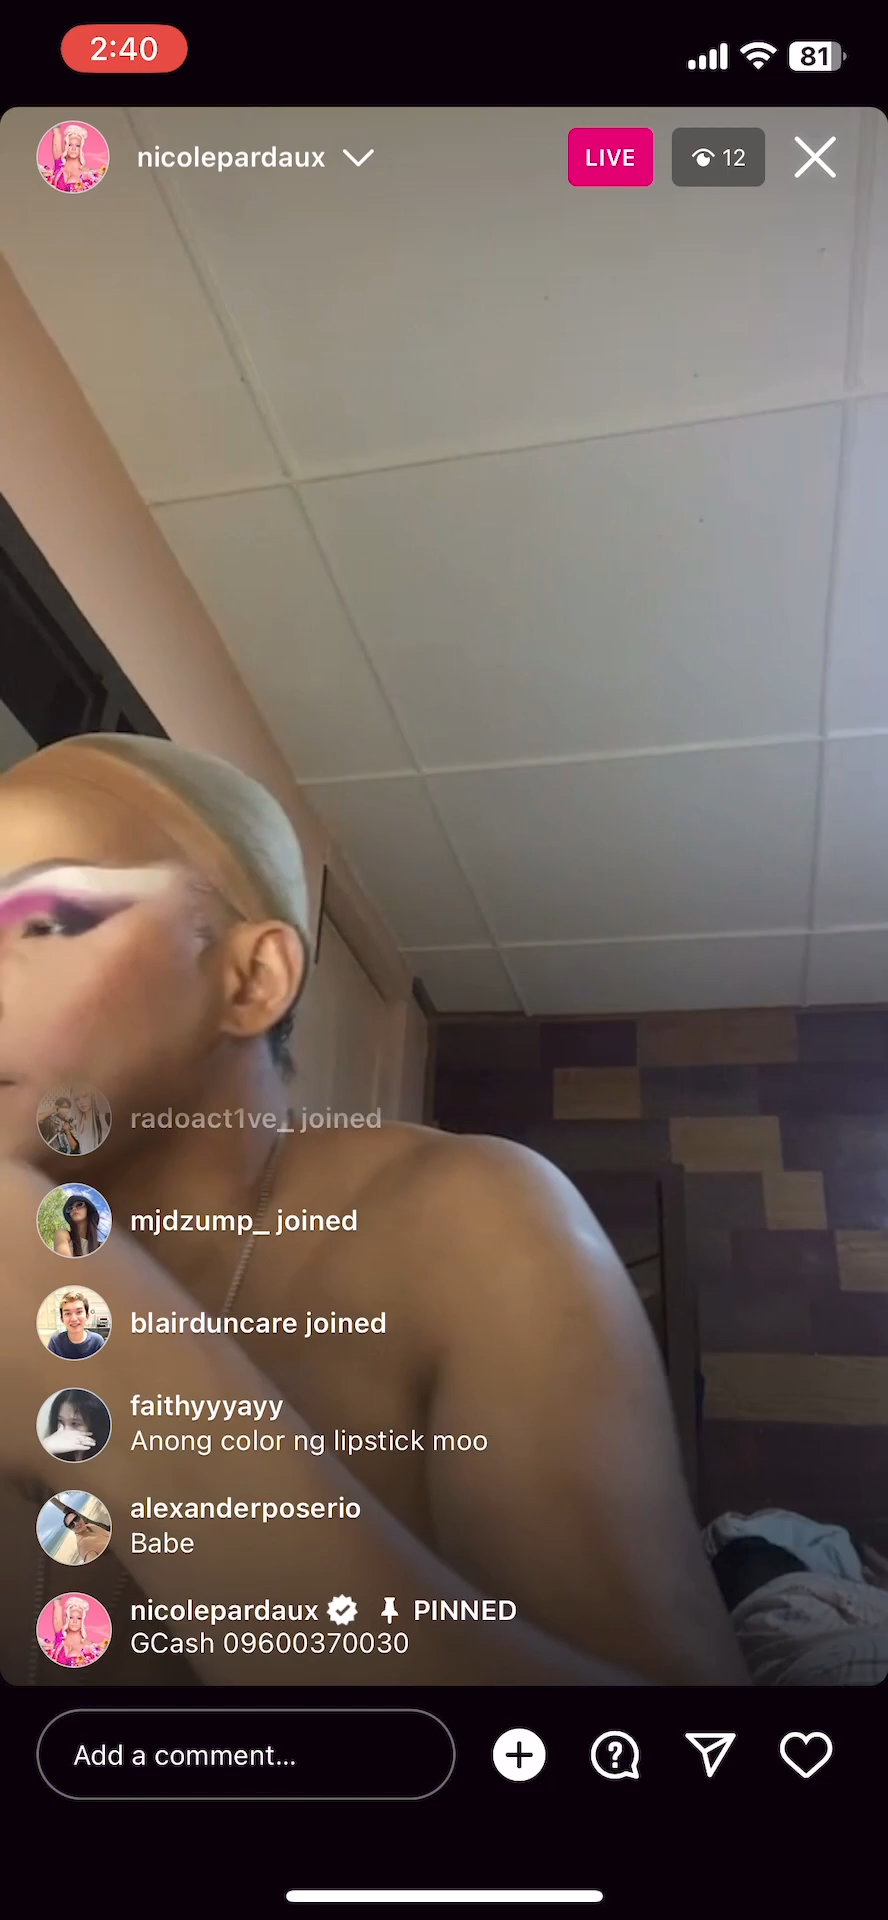 2:40
81
nicolepardaux
LIVE
12
radoact1ve_ joined
mjdzump_ joined
blairduncare joined
faithyyyayy
Anong color ng lipstick moo
alexanderposerio
Babe
nicolepardaux PINNED
GCash 09600370030
Add a comment...